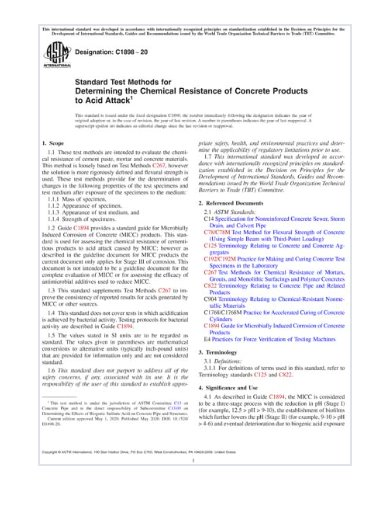 This international standard was developed in accordance with internationally recognized principles on standardization established in the Decision on Principles for the
Development of International Standards, Guides and Recommendations issued by the World Trade Organization Technical Barriers to Trade (TBT) Committee.
ASTM
INTERNATIONAL
Designation: C1898 − 20
Standard Test Methods for
Determining the Chemical Resistance of Concrete Products
to Acid Attack1
This standard is issued under the fixed designation C1898; the number immediately following the designation indicates the year of
original adoption or, in the case of revision, the year of last revision. A number in parentheses indicates the year of last reapproval. A
superscript epsilon (ε) indicates an editorial change since the last revision or reapproval.
1. Scope
1.1 These test methods are intended to evaluate the chemi-
cal resistance of cement paste, mortar and concrete materials.
This method is loosely based on Test Methods C267, however
the solution is more rigorously defined and flexural strength is
used. These test methods provide for the determination of
changes in the following properties of the test specimens and
test medium after exposure of the specimens to the medium:
1.1.1 Mass of specimen,
1.1.2 Appearance of specimen,
1.1.3 Appearance of test medium, and
1.1.4 Strength of specimens.
1.2 Guide C1894 provides a standard guide for Microbially
Induced Corrosion of Concrete (MICC) products. This stan-
dard is used for assessing the chemical resistance of cementi-
tious products to acid attack caused by MICC; however as
described in the guideline document for MICC products the
current document only applies for Stage III of corrosion. This
document is not intended to be a guideline document for the
complete evaluation of MICC or for assessing the efficacy of
antimicrobial additives used to reduce MICC.
1.3 This standard supplements Test Methods C267 to im-
prove the consistency of reported results for acids generated by
MICC or other sources.
1.4 This standard does not cover tests in which acidification
is achieved by bacterial activity. Testing protocols for bacterial
activity are described in Guide C1894.
1.5 The values stated in SI units are to be regarded as
standard. The values given in parentheses are mathematical
conversions to alternative units (typically inch-pound units)
that are provided for information only and are not considered
standard.
1.6 This standard does not purport to address all of the
safety concerns, if any, associated with its use. It is the
responsibility of the user of this standard to establish appro-
1 This test method is under the jurisdiction of ASTM Committee C13 on
Concrete Pipe and is the direct responsibility of Subcommittee
Determining the Effects of Biogenic Sulfuric Acid on Concrete Pipe and Structures.
Current edition approved May 1, 2020. Published May 2020. DOI: 10.1520/
C1898-20.
priate safety, health, and environmental practices and deter-
mine the applicability of regulatory limitations prior to use.
1.7 This international standard was developed in accor-
dance with internationally recognized principles on standard-
ization established in the Decision on Principles for the
Development of International Standards, Guides and Recom-
mendations issued by the World Trade Organization Technical
Barriers to Trade (TBT) Committee.
2. Referenced Documents
2.1 ASTM Standards:
C14 Specification for Nonreinforced Concrete Sewer, Storm
Drain, and Culvert Pipe
C78/C78M Test Method for Flexural Strength of Concrete
(Using Simple Beam with Third-Point Loading)
C125 Terminology Relating to Concrete and Concrete Ag-
gregates
C192/C192M Practice for Making and Curing Concrete Test
Specimens in the Laboratory
C267 Test Methods for Chemical Resistance of Mortars,
Grouts, and Monolithic Surfacings and Polymer Concretes
C822 Terminology Relating to Concrete Pipe and Related
Products
C904 Terminology Relating to Chemical-Resistant Nonme-
tallic Materials
C1768/C1768M Practice for Accelerated Curing of Concrete
Cylinders
C1894 Guide for Microbially Induced Corrosion of Concrete
Products
E4 Practices for Force Verification of Testing Machines
3. Terminology
3.1 Definitions:
3.1.1 For definitions of terms used in this standard, refer to
Terminology standards C125 and C822.
4. Significance and Use
4.1 As described in Guide C1894, the MICC is considered
to be a three-stage process with the reduction in pH (Stage I)
(for example, 12.5 > pH > 9-10), the establishment of biofilms
which further lowers the pH (Stage II) (for example, 9-10 > pH
> 4-6) and eventual deterioration due to biogenic acid exposure
Copyright © ASTM International, 100 Barr Harbor Drive, PO Box C700, West Conshohocken, PA 19428-2959. United States
1